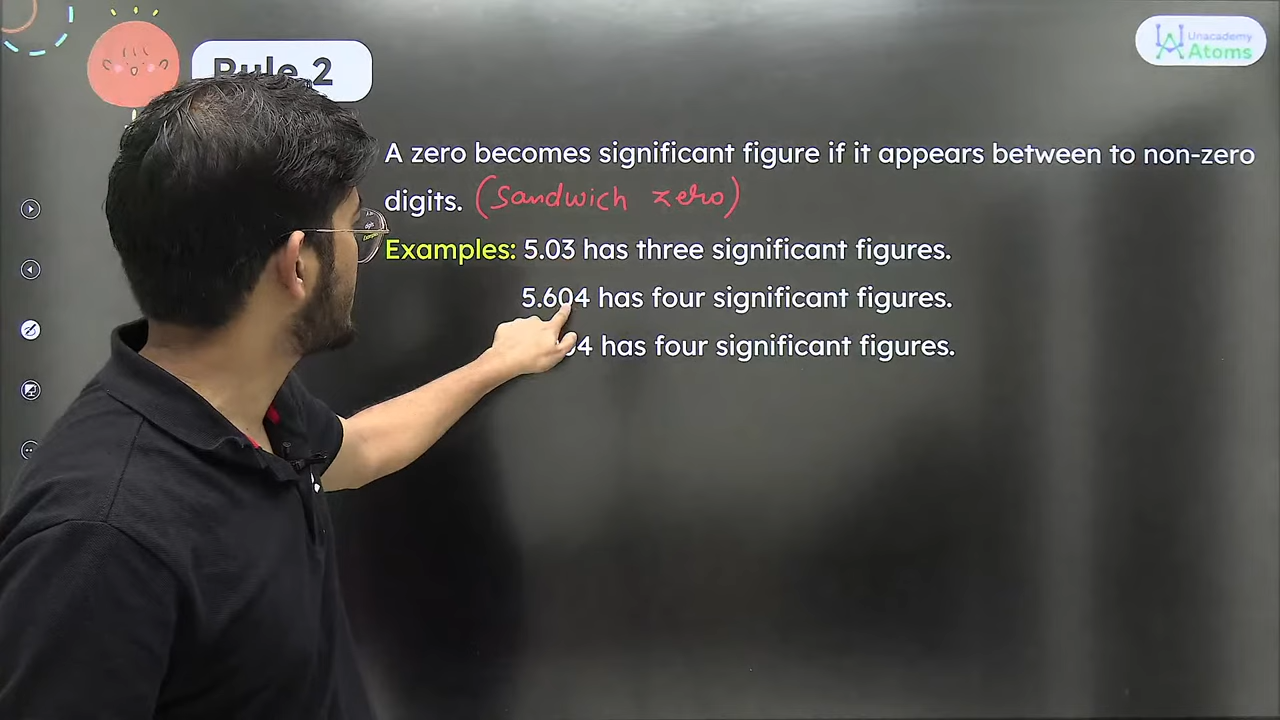 Rule 2
Unacademy
Atoms
A zero becomes significant figure if it appears between to non-zero
digits. (Sandwich zero)
Examples: 5.03 has three significant figures.
5.604 has four significant figures.
04 has four significant figures.